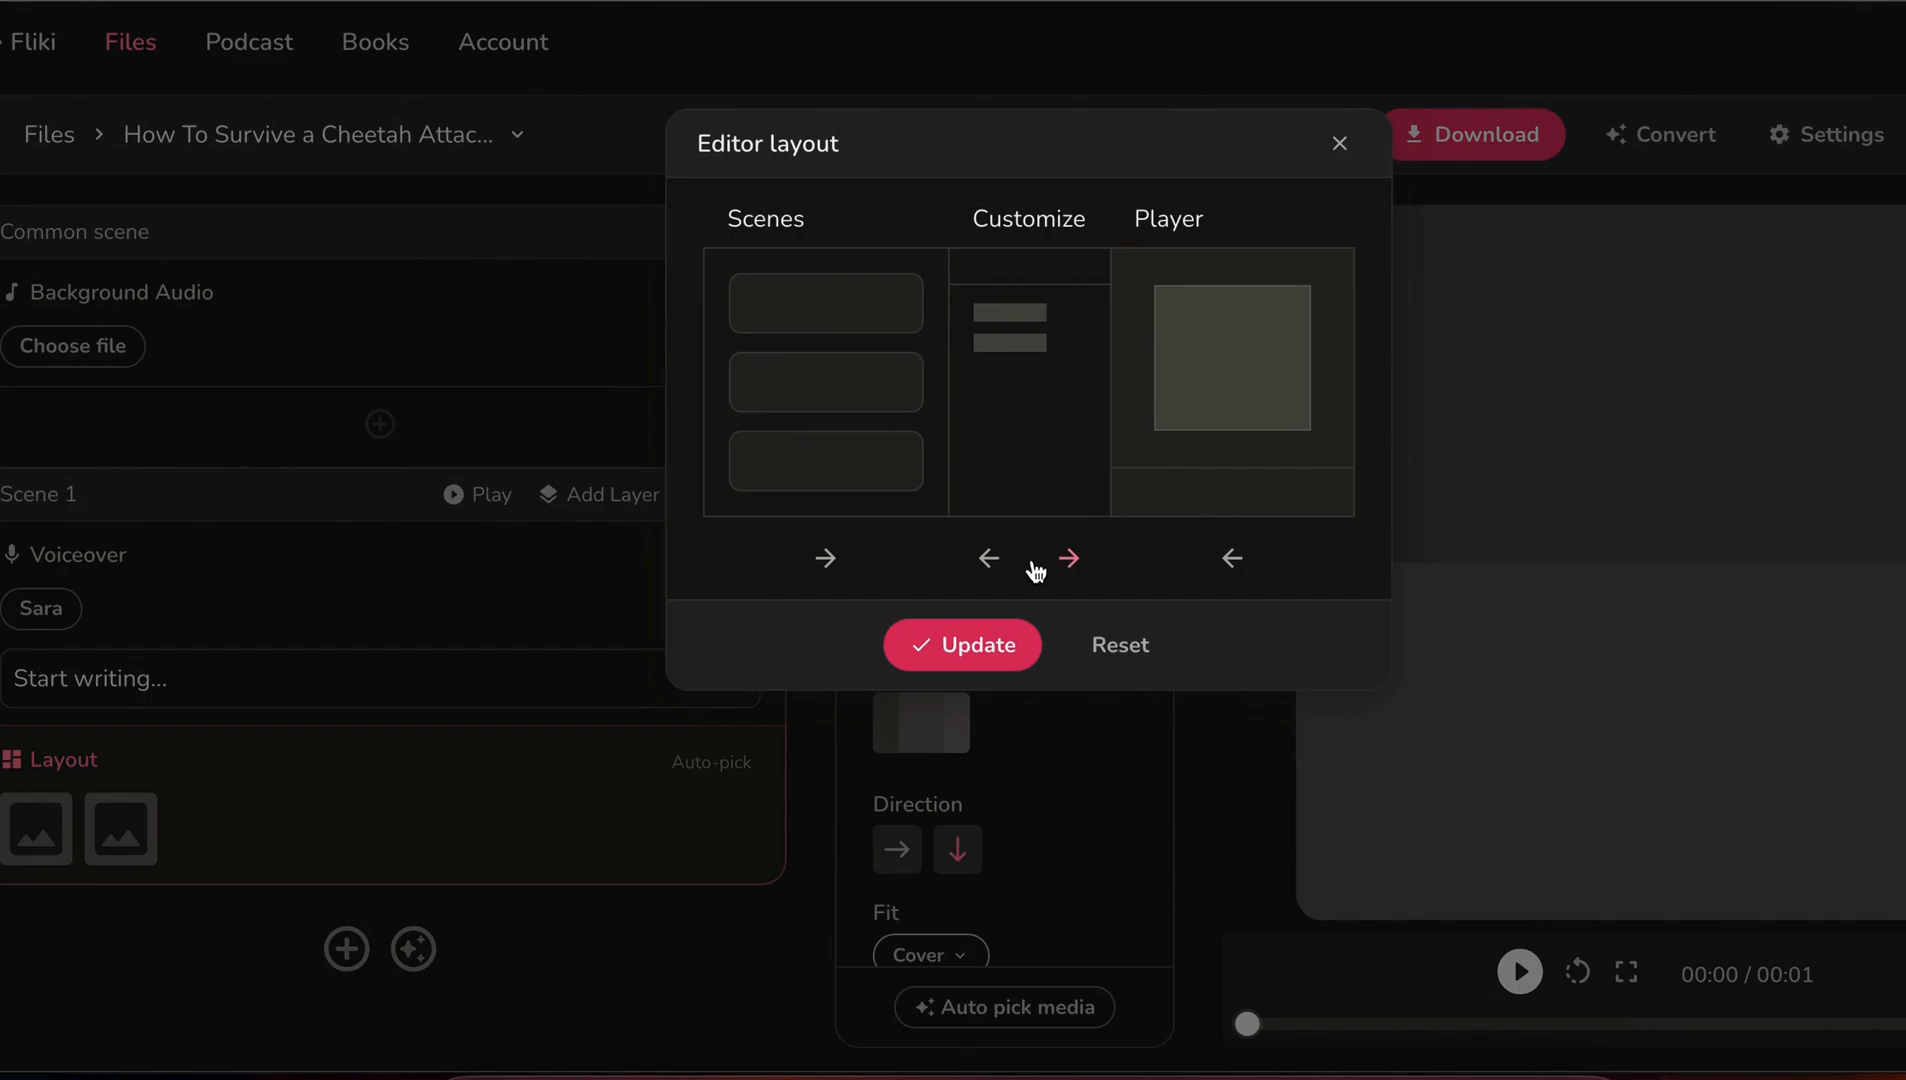 Fliki Files Podcast Books Account
Files > How To Survive a Cheetah Attac...
Download Convert Settings
Editor layout
Scenes Customize Player
Update Reset
Common scene
Background Audio
Choose file
Scene 1 Play Add Layer
Voiceover
Sara
Start writing...
Layout Auto-pick
Direction
Fit
Cover
Auto pick media
00:00 / 00:01